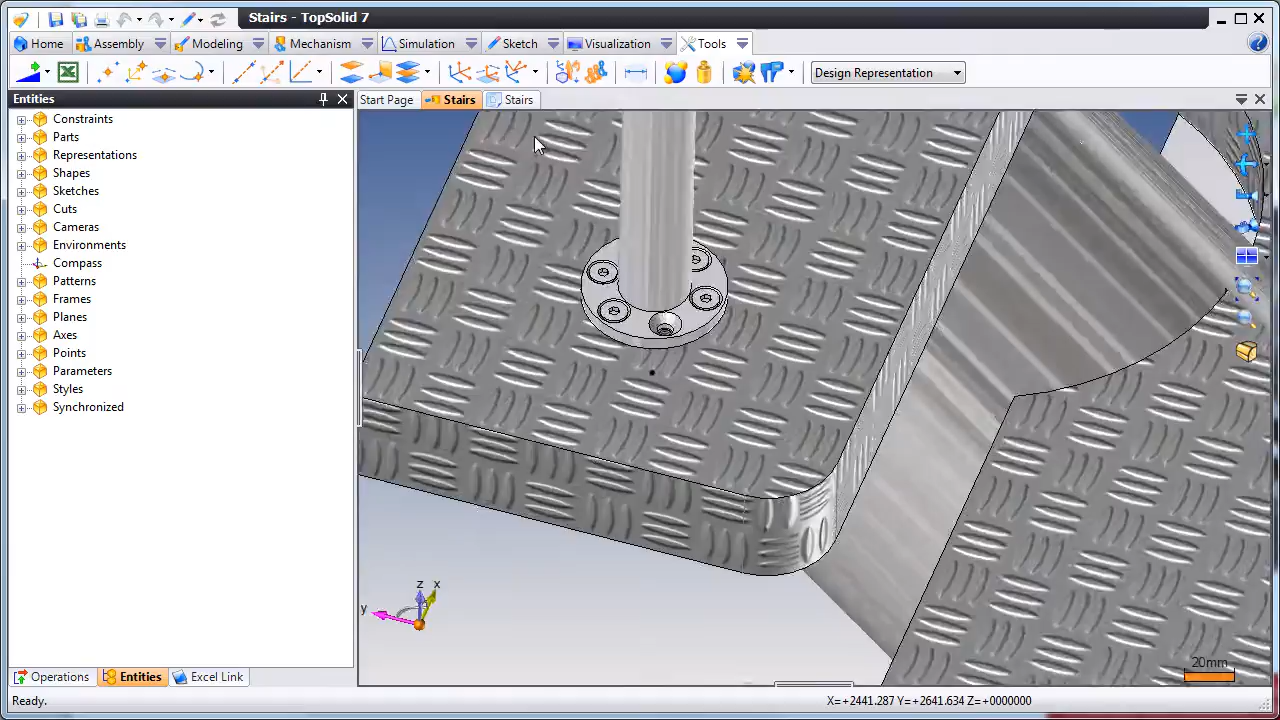 Stairs - TopSolid 7
Home Assembly Modeling Mechanism Simulation Sketch Visualization Tools
Design Representation
Entities
Start Page Stairs Stairs
Constraints
Parts
Representations
Shapes
Sketches
Cuts
Cameras
Environments
Compass
Patterns
Frames
Planes
Axes
Points
Parameters
Styles
Synchronized
z x
y
20mm
Operations Entities Excel Link
Ready. X=+2441.287 Y=+2641.634 Z=+0000000